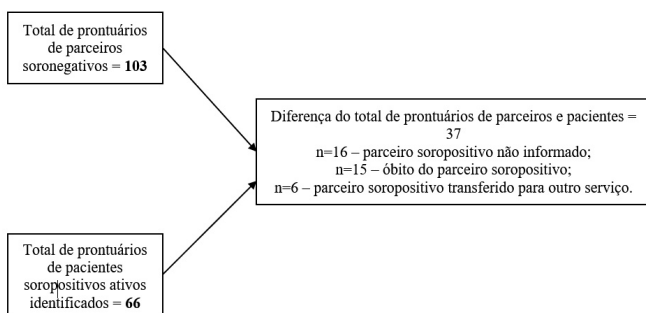 Total de prontuários
de parceiros
soronegativos = 103
Diferença do total de prontuários de parceiros e pacientes =
37
n=16 – parceiro soropositivo não informado;
n=15 – óbito do parceiro soropositivo;
n=6 – parceiro soropositivo transferido para outro serviço.
Total de prontuários
de pacientes
soropositivos ativos
identificados = 66